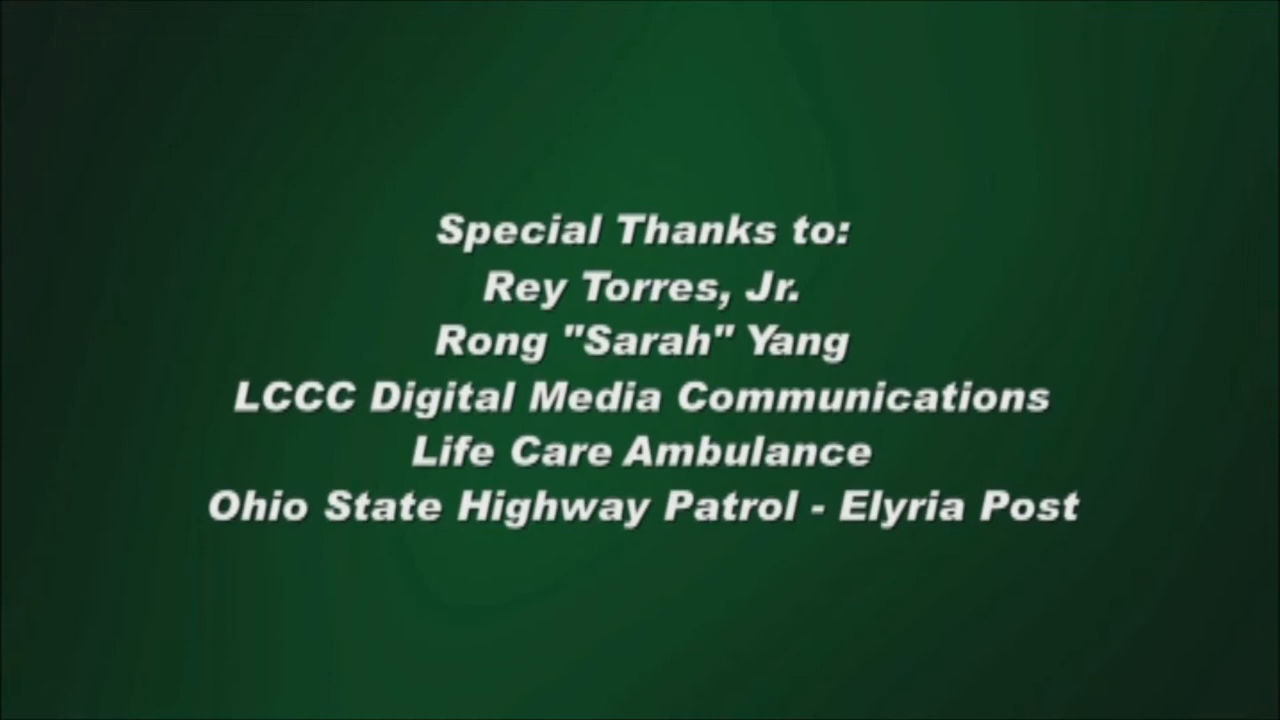 Special Thanks to:
Rey Torres, Jr.
Rong "Sarah" Yang
LCCC Digital Media Communications
Life Care Ambulance
Ohio State Highway Patrol - Elyria Post